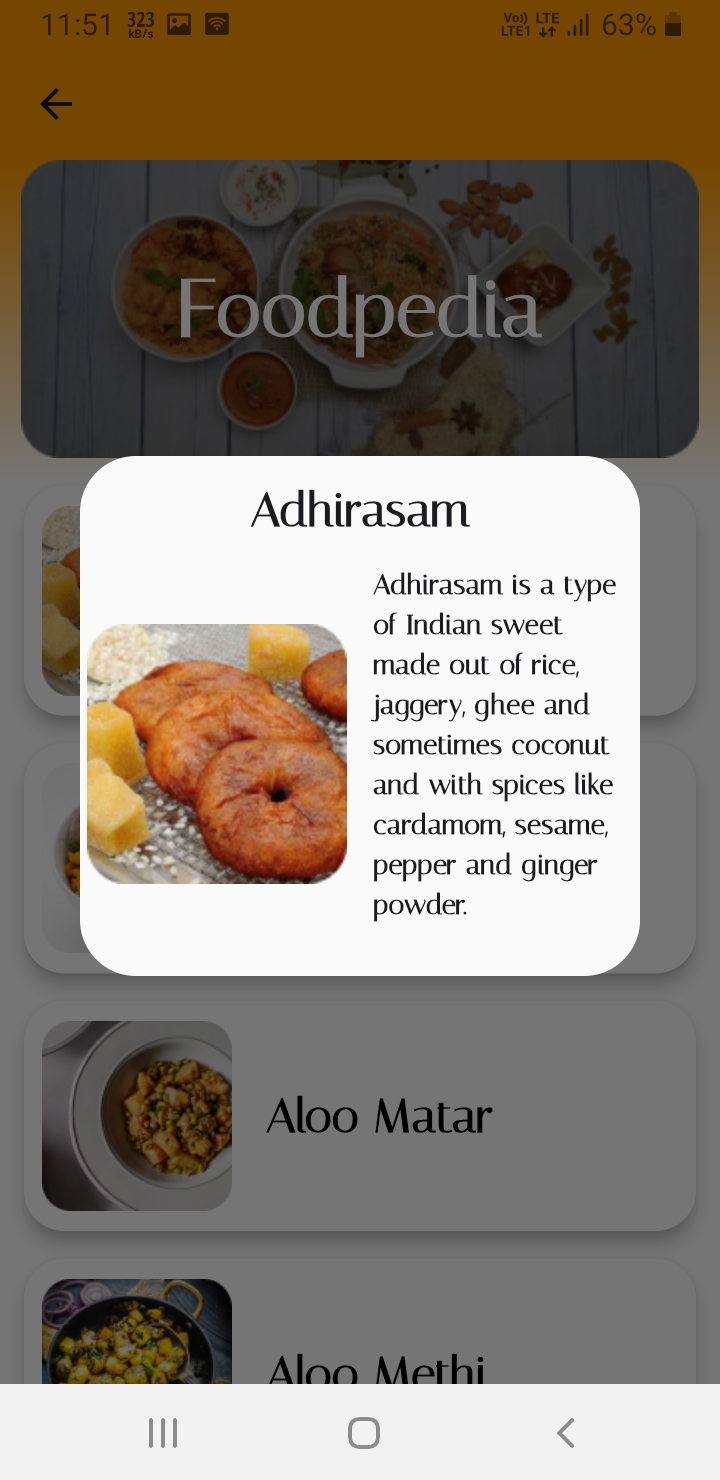 11:51 323 kB/s Vo)) LTE1 LTE 63%
Foodpedia
Adhirasam
Adhirasam is a type
of Indian sweet
made out of rice,
jaggery, ghee and
sometimes coconut
and with spices like
cardamom, sesame,
pepper and ginger
powder.
Aloo Matar
Aloo Methi